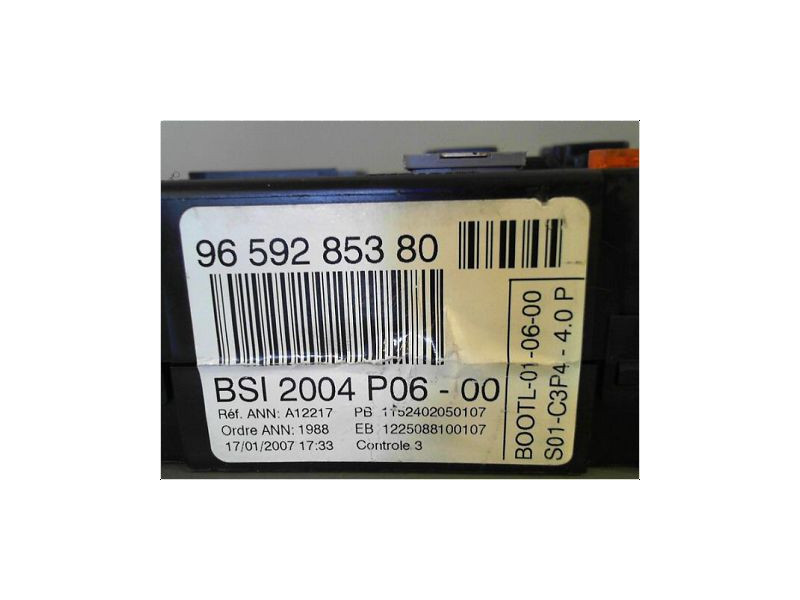 96 592 853 80
BSI 2004 P06 - 00
Réf. ANN: A12217 PB 1152402050107
Ordre ANN: 1988 EB 1225088100107
17/01/2007 17:33 Controle 3
BOOTL-01-06-00
S01-C3P4 - 4.0 P